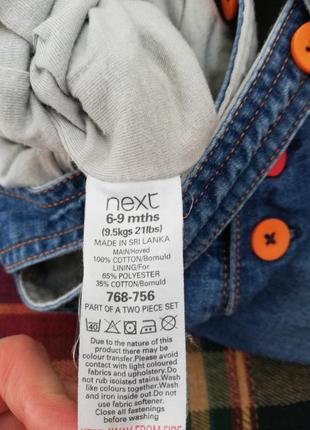 next
6-9 mths
(9.5kgs 21lbs)
MADE IN SRI LANKA
MAIN/Hoved
100% COTTON/Bomuld
LINING/For
65% POLYESTER
35% COTTON/Bomuld
768-756
PART OF A TWO PIECE SET
40
Due to the nature of this
product there may be
colour transfer. Please avoid
contact with light coloured
fabrics and upholstery. Do
not rub isolated stains. Wash
like colours together. Wash
and iron inside out. Do not
use fabric softener.
Close all fastenings
before washing
KEEP AWAY FROM FIRE